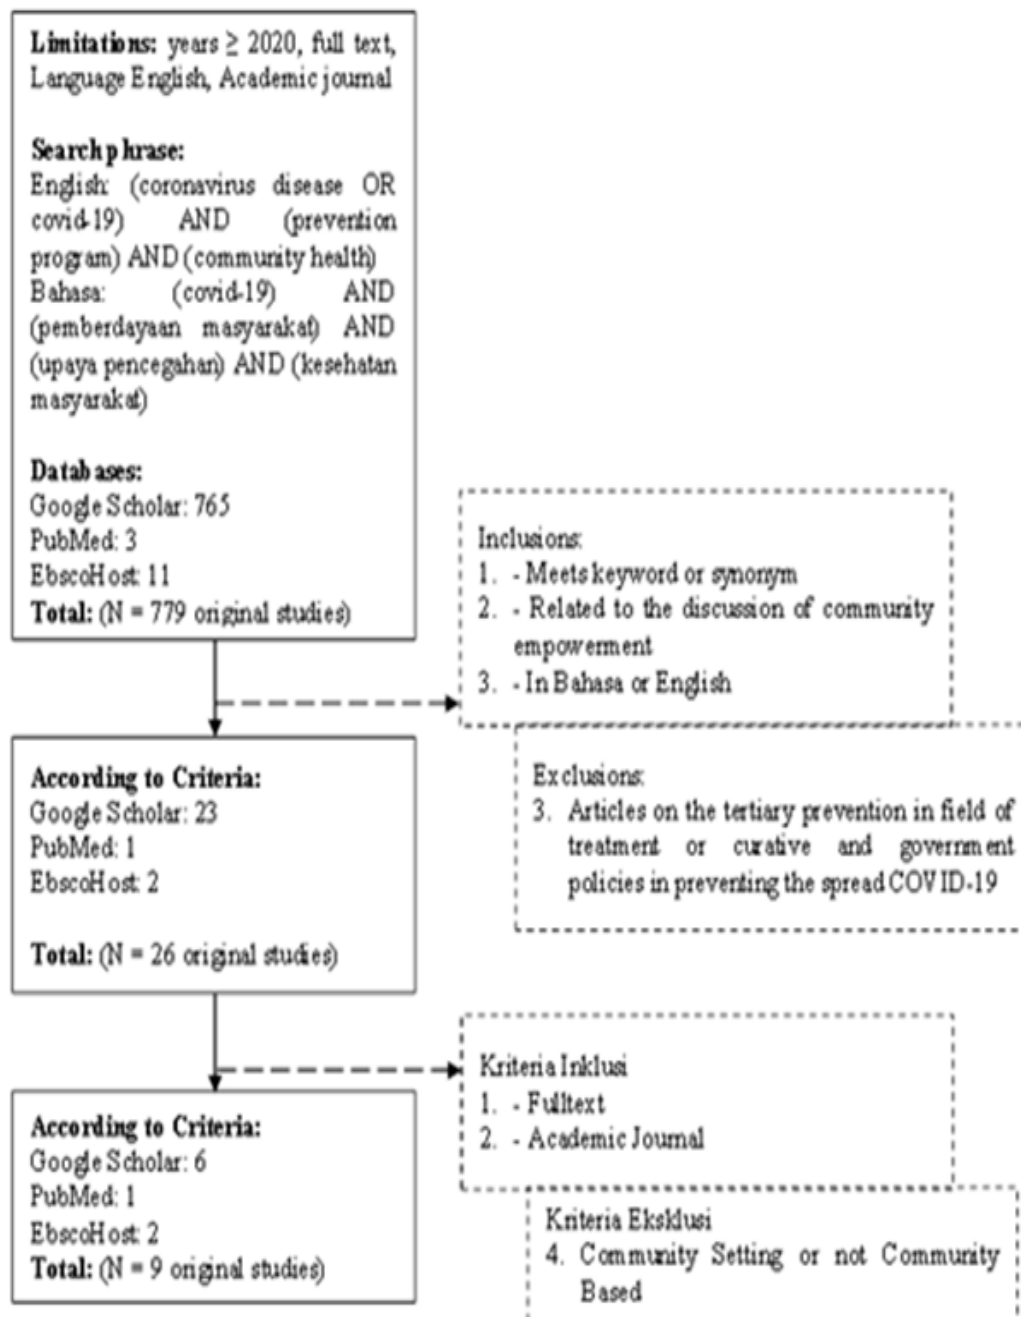 Limitations: years ≥ 2020, full text,
Language English, Academic journal
Search phrase:
English: (coronavirus disease OR
covid-19) AND (prevention
program) AND (community health)
Bahasa: (covid-19) AND
(pemberdayaan masyarakat) AND
(upaya pencegahan) AND (kesehatan
masyarakat)
Databases:
Google Scholar: 765
PubMed: 3
EbscoHost: 11
Total: (N = 779 original studies)
Inclusions:
1. - Meets keyword or synonym
2. - Related to the discussion of community
empowerment
3. - In Bahasa or English
Exclusions:
3. Articles on the tertiary prevention in field of
treatment or curative and government
policies in preventing the spread COVID-19
According to Criteria:
Google Scholar: 23
PubMed: 1
EbscoHost: 2
Total: (N = 26 original studies)
Kriteria Inklusi
1. - Fulltext
2. - Academic Journal
Kriteria Eksklusi
4. Community Setting or not Community
Based
According to Criteria:
Google Scholar: 6
PubMed: 1
EbscoHost: 2
Total: (N = 9 original studies)